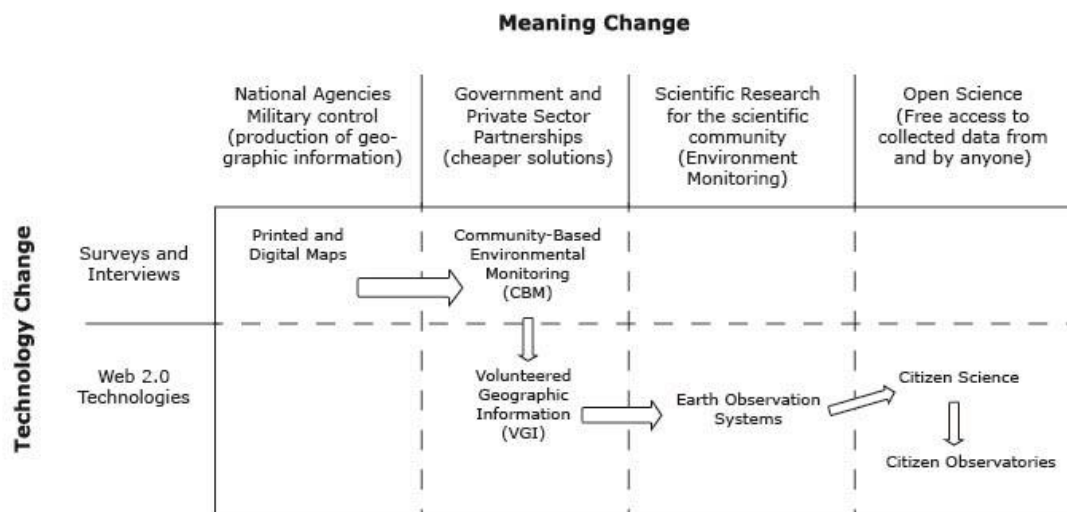 Meaning Change
National Agencies
Military control
(production of geo-
ographic information)
Government and
Private Sector
Partnerships
(cheaper solutions)
Scientific Research
for the scientific
community
(Environment
Monitoring)
Open Science
(Free access to
collected data from
and by anyone)
Technology Change
Surveys and
Interviews
Printed and
Digital Maps
Community-Based
Environmental
Monitoring
(CBM)
Web 2.0
Technologies
Volunteered
Geographic
Information
(VGI)
Earth Observation
Systems
Citizen Science
Citizen Observatories